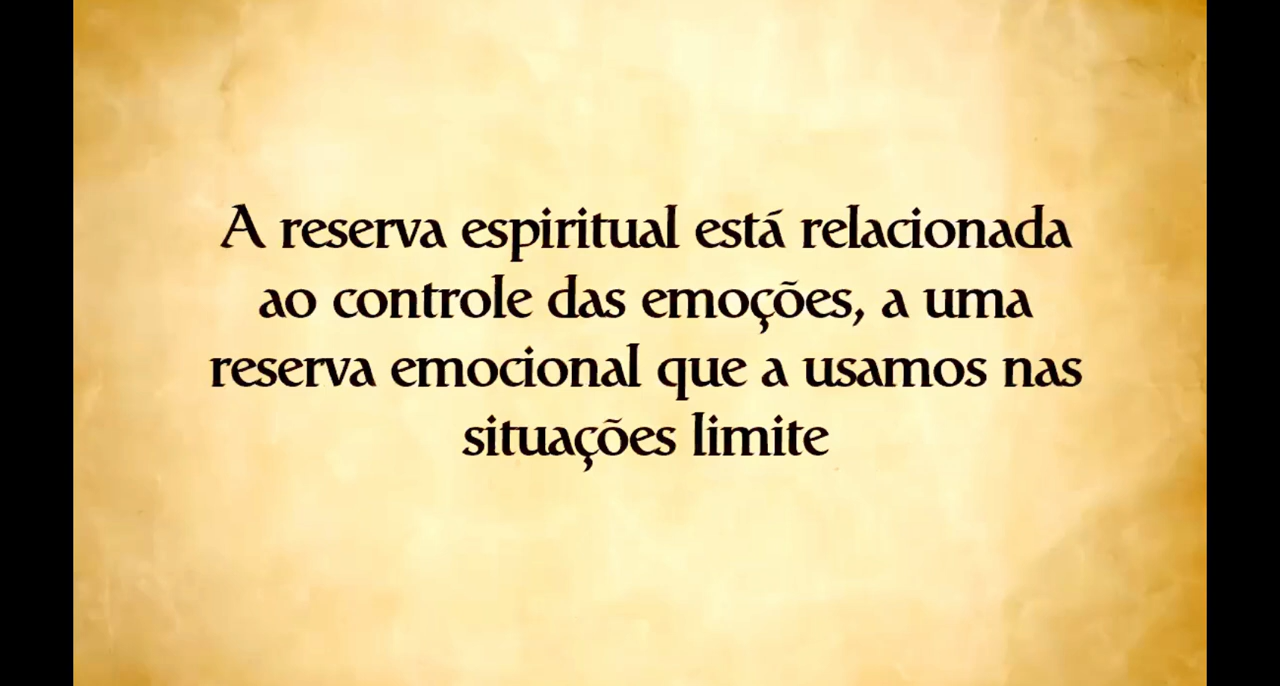 A reserva espiritual está relacionada
ao controle das emoções, a uma
reserva emocional que a usamos nas
situações limite